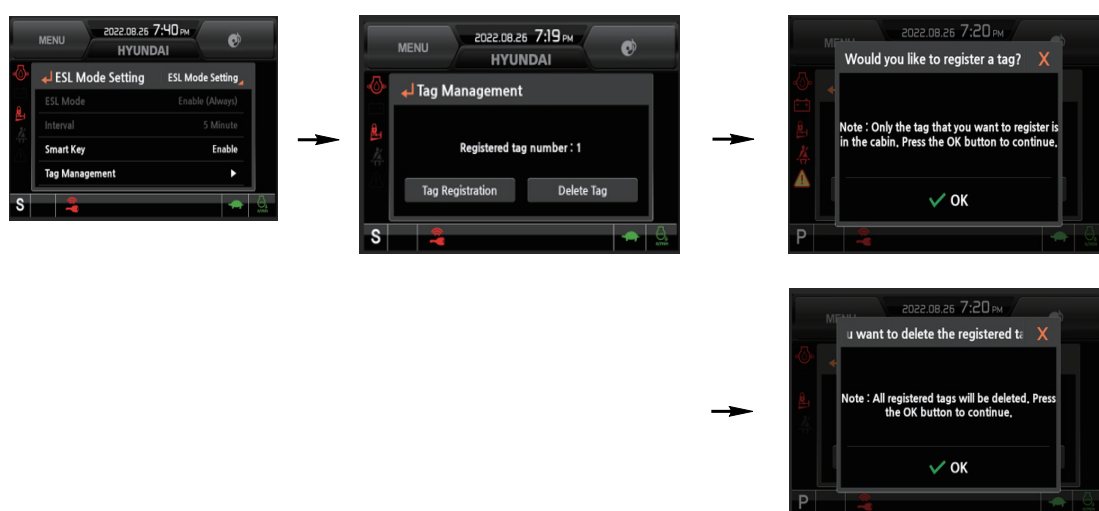 2022.08.26 7:40 PM
MENU
HYUNDAI
ESL Mode Setting ESL Mode Setting
ESL Mode Enable (Always)
Interval 5 Minute
Smart Key Enable
Tag Management
S
2022.08.26 7:19 PM
MENU
HYUNDAI
Tag Management
Registered tag number : 1
Tag Registration Delete Tag
S
2022.08.26 7:20 PM
Would you like to register a tag? X
Note : Only the tag that you want to register is
in the cabin. Press the OK button to continue.
OK
P
2022.08.26 7:20 PM
u want to delete the registered ta X
Note : All registered tags will be deleted. Press
the OK button to continue.
OK
P